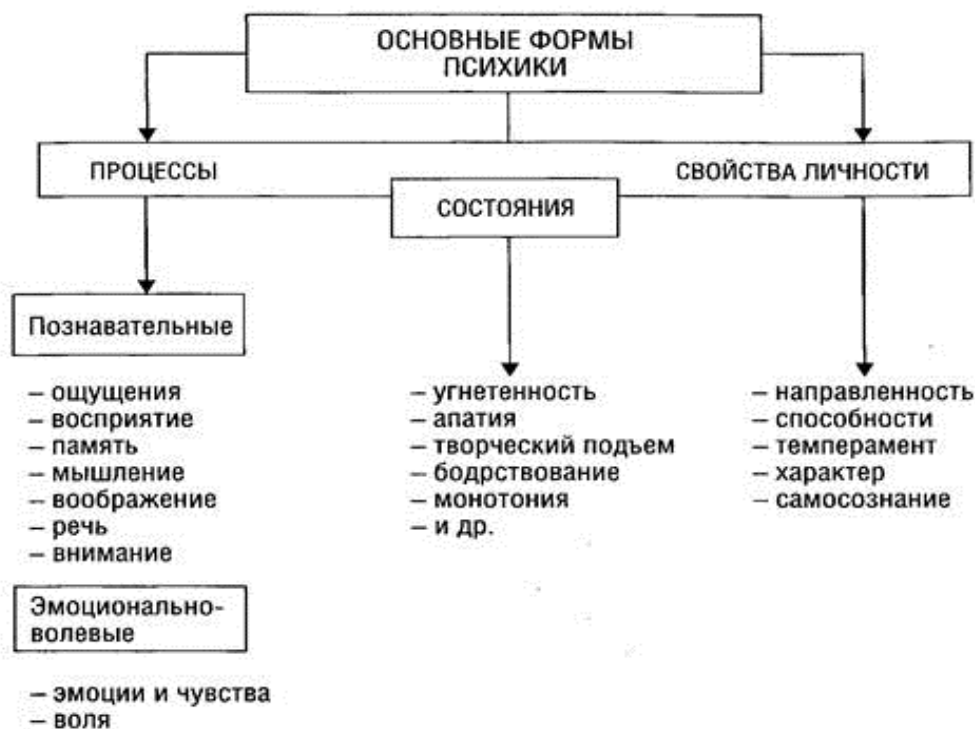 ОСНОВНЫЕ ФОРМЫ
ПСИХИКИ
ПРОЦЕССЫ
СВОЙСТВА ЛИЧНОСТИ
СОСТОЯНИЯ
Познавательные
– ощущения
– восприятие
– память
– мышление
– воображение
– речь
– внимание
Эмоционально-
волевые
– эмоции и чувства
– воля
– угнетенность
– апатия
– творческий подъем
– бодрствование
– монотония
– и др.
– направленность
– способности
– темперамент
– характер
– самосознание